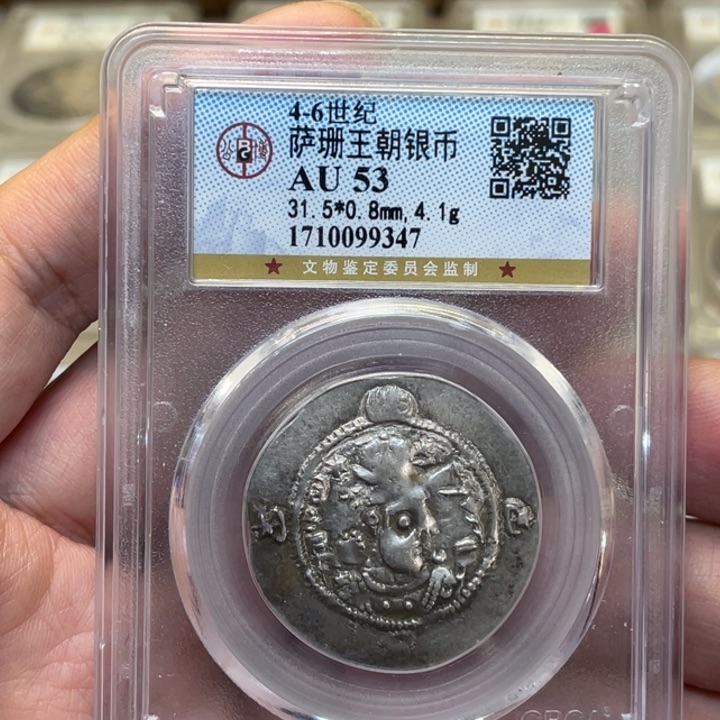 4-6世纪
萨珊王朝银币
AU 53
31.5*0.8mm,4.1g
1710099347
文物鉴定委员会监制